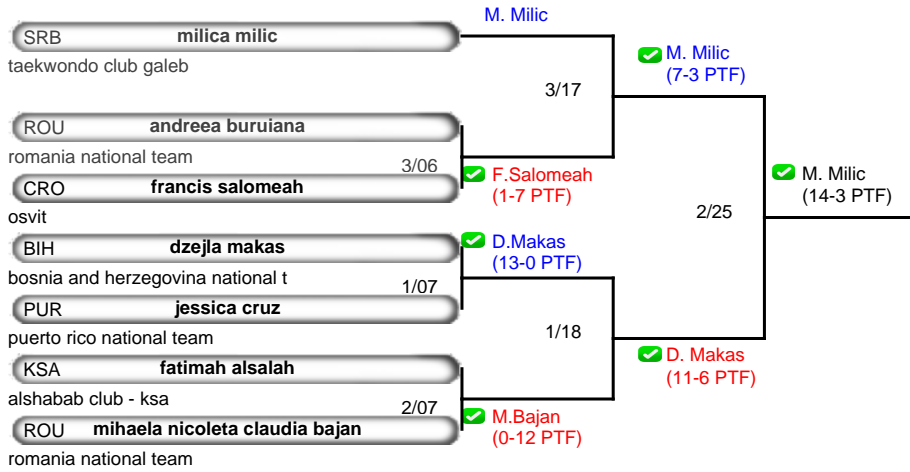 SRB milica milic
taekwondo club galeb
M. Milic
3/17
M. Milic
(7-3 PTF)
ROU andreea buruiana
romania national team
3/06
CRO francis salomeah
osvit
F.Salomeah
(1-7 PTF)
2/25
M. Milic
(14-3 PTF)
BIH dzejla makas
bosnia and herzegovina national t
D.Makas
(13-0 PTF)
1/07
PUR jessica cruz
puerto rico national team
1/18
D. Makas
(11-6 PTF)
KSA fatimah alsalah
alshabab club - ksa
2/07
ROU mihaela nicoleta claudia bajan
romania national team
M.Bajan
(0-12 PTF)